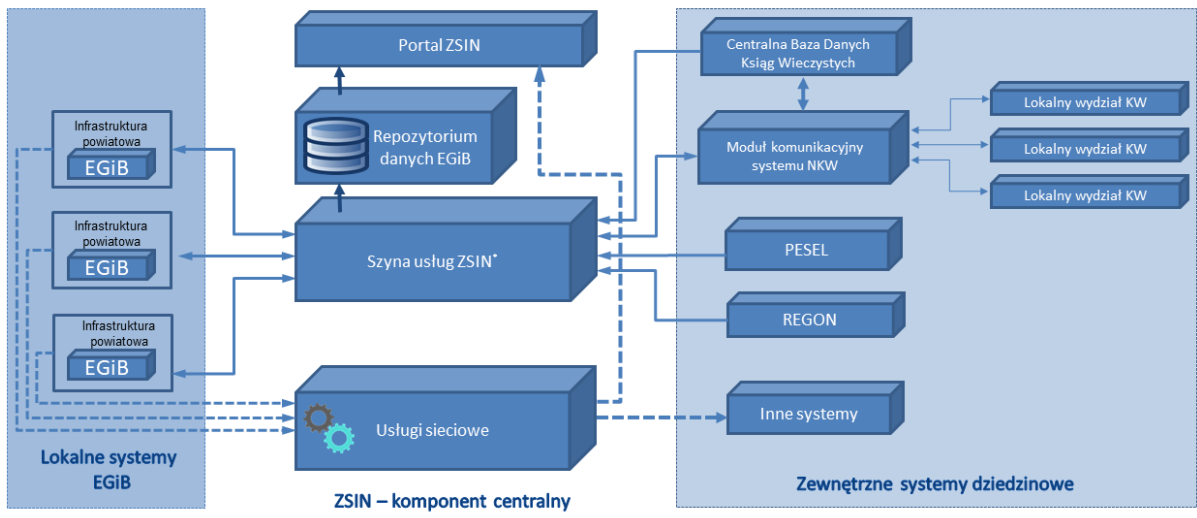 Infrastruktura
powiatowa
EGiB
Infrastruktura
powiatowa
EGiB
Infrastruktura
powiatowa
EGiB
Lokalne systemy
EGiB
Portal ZSIN
Repozytorium
danych EGiB
Szyna usług ZSIN*
Usługi sieciowe
ZSIN – komponent centralny
Centralna Baza Danych
Ksiąg Wieczystych
Moduł komunikacyjny
systemu NKW
Lokalny wydział KW
Lokalny wydział KW
Lokalny wydział KW
PESEL
REGON
Inne systemy
Zewnętrzne systemy dziedzinowe